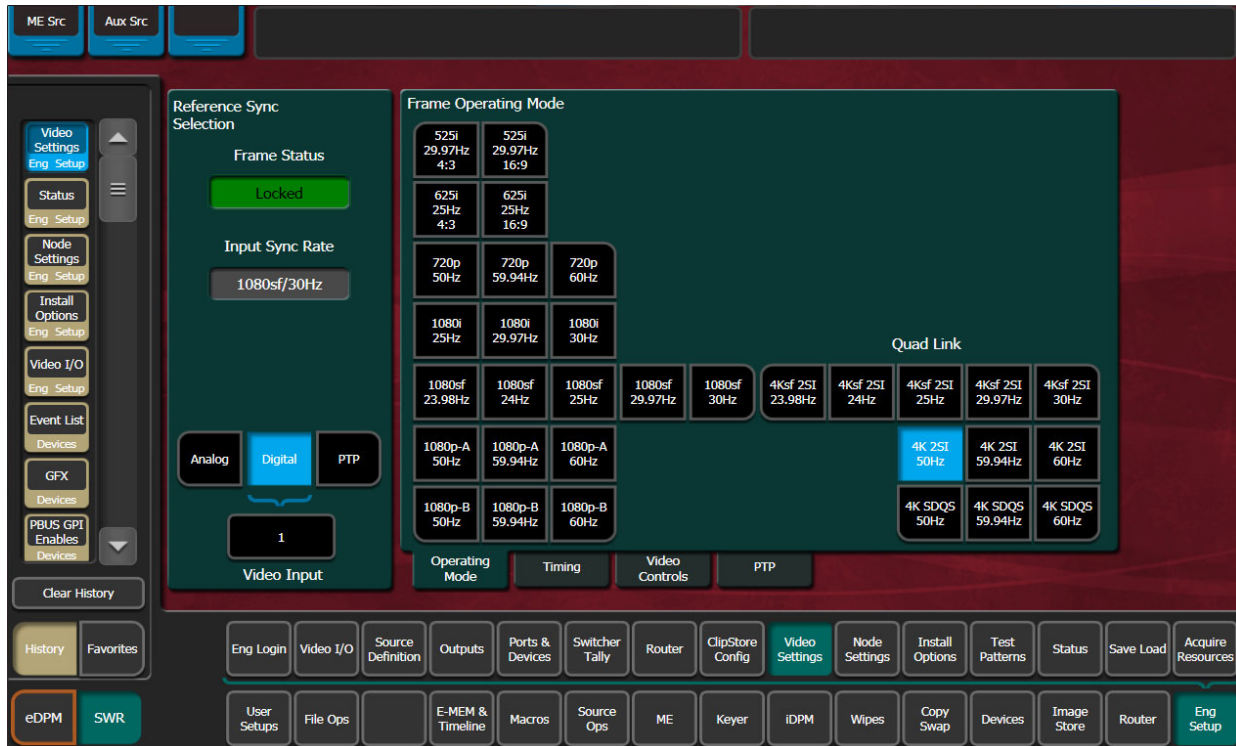 ME Src
Aux Src
Video
Settings
Eng Setup
Status
Eng Setup
Node
Settings
Eng Setup
Install
Options
Eng Setup
Video I/O
Eng Setup
Event List
Devices
GFX
Devices
PBUS GPI
Enables
Devices
Clear History
History
Favorites
eDPM
SWR
Reference Sync
Selection
Frame Status
Locked
Input Sync Rate
1080sf/30Hz
Analog
Digital
PTP
1
Video Input
Frame Operating Mode
525i
29.97Hz
4:3
525i
29.97Hz
16:9
625i
25Hz
4:3
625i
25Hz
16:9
720p
50Hz
720p
59.94Hz
720p
60Hz
1080i
25Hz
1080i
29.97Hz
1080i
30Hz
Quad Link
1080sf
23.98Hz
1080sf
24Hz
1080sf
25Hz
1080sf
29.97Hz
1080sf
30Hz
4Ksf 2SI
23.98Hz
4Ksf 2SI
24Hz
4Ksf 2SI
25Hz
4Ksf 2SI
29.97Hz
4Ksf 2SI
30Hz
1080p-A
50Hz
1080p-A
59.94Hz
1080p-A
60Hz
4K 2SI
50Hz
4K 2SI
59.94Hz
4K 2SI
60Hz
1080p-B
50Hz
1080p-B
59.94Hz
1080p-B
60Hz
4K SDQS
50Hz
4K SDQS
59.94Hz
4K SDQS
60Hz
Operating
Mode
Timing
Video
Controls
PTP
Eng Login
Video I/O
Source
Definition
Outputs
Ports &
Devices
Switcher
Tally
Router
ClipStore
Config
Video
Settings
Node
Settings
Install
Options
Test
Patterns
Status
Save Load
Acquire
Resources
User
Setups
File Ops
E-MEM &
Timeline
Macros
Source
Ops
ME
Keyer
iDPM
Wipes
Copy
Swap
Devices
Image
Store
Router
Eng
Setup